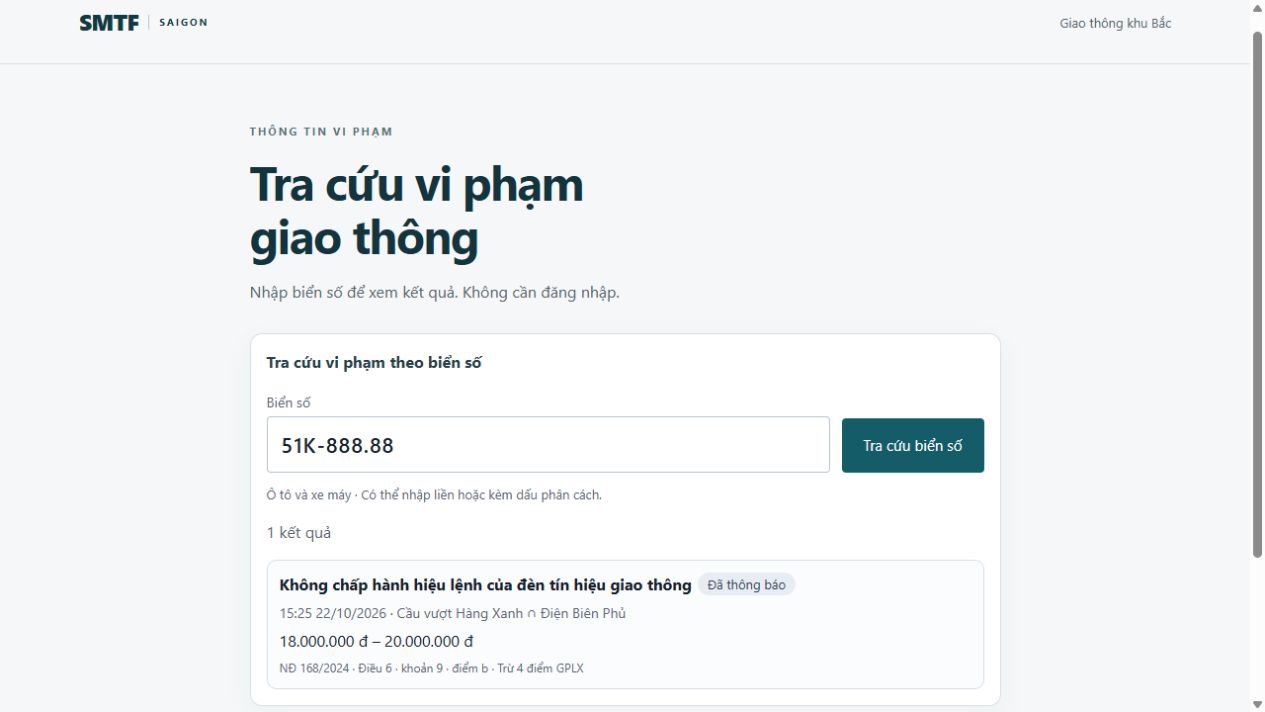 SMTF | SAIGON
Giao thông khu Bắc
THÔNG TIN VI PHẠM
Tra cứu vi phạm
giao thông
Nhập biển số để xem kết quả. Không cần đăng nhập.
Tra cứu vi phạm theo biển số
Biển số
51K-888.88
Tra cứu biển số
Ô tô và xe máy · Có thể nhập liền hoặc kèm dấu phân cách.
1 kết quả
Không chấp hành hiệu lệnh của đèn tín hiệu giao thông
Đã thông báo
15:25 22/10/2026 · Cầu vượt Hàng Xanh ∩ Điện Biên Phủ
18.000.000 đ – 20.000.000 đ
NĐ 168/2024 · Điều 6 · khoản 9 · điểm b · Trừ 4 điểm GPLX